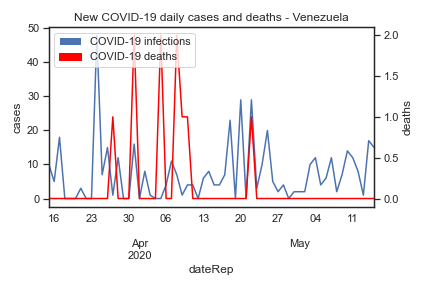 New COVID-19 daily cases and deaths - Venezuela
COVID-19 infections
COVID-19 deaths
50
40
30
20
10
0
cases
2.0
1.5
1.0
0.5
0.0
deaths
16 23 30 06 13 20 27 04 11
Apr May
2020
dateRep